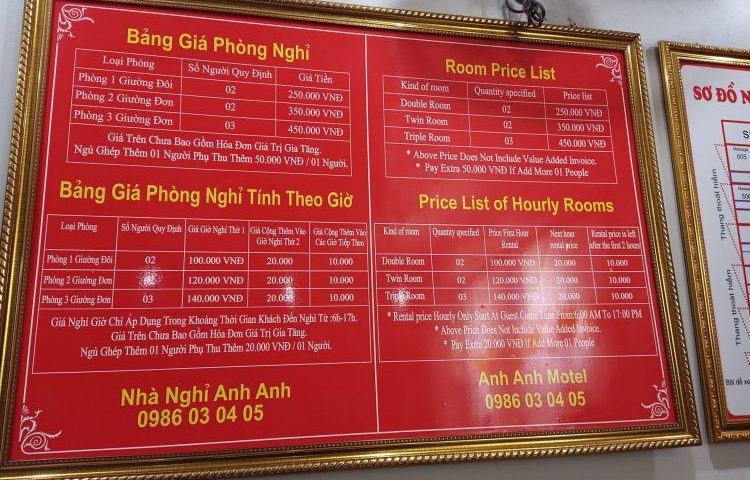 Bảng Giá Phòng Nghỉ
Loại Phòng Số Người Quy Định Giá Tiền
Phòng 1 Giường Đôi 02 250.000 VNĐ
Phòng 2 Giường Đơn 02 350.000 VNĐ
Phòng 3 Giường Đơn 03 450.000 VNĐ
Giá Trên Chưa Bao Gồm Hóa Đơn Giá Trị Gia Tăng.
Ngủ Ghép Thêm 01 Người Phụ Thu Thêm 50.000 VNĐ / 01 Người.
Bảng Giá Phòng Nghỉ Tính Theo Giờ
Loại Phòng Số Người Quy Định Giá Giờ Nghỉ Thứ 1 Giá Cộng Thêm Vào Giờ Nghỉ Thứ 2 Giá Cộng Thêm Vào Các Giờ Tiếp Theo
Phòng 1 Giường Đôi 02 100.000 VNĐ 20.000 10.000
Phòng 2 Giường Đơn 02 120.000 VNĐ 20.000 10.000
Phòng 3 Giường Đơn 03 140.000 VNĐ 20.000 10.000
Giá Nghỉ Giờ Chỉ Áp Dụng Trong Khoảng Thời Gian Khách Đến Nghỉ Từ :6h-17h.
Giá Trên Chưa Bao Gồm Hóa Đơn Giá Trị Gia Tăng.
Ngủ Ghép Thêm 01 Người Phụ Thu Thêm 20.000 VNĐ / 01 Người.
Nhà Nghỉ Anh Anh
0986 03 04 05
Room Price List
Kind of room Quantity specified Price list
Double Room 02 250.000 VNĐ
Twin Room 02 350.000 VNĐ
Triple Room 03 450.000 VNĐ
* Above Price Does Not Include Value Added Invoice.
* Pay Extra 50.000 VNĐ If Add More 01 People
Price List of Hourly Rooms
Kind of room Quantity specified Price First Hour Rental Next hour rental price Rental price is left after the first 2 hours
Double Room 02 100.000 VNĐ 20.000 10.000
Twin Room 02 120.000 VNĐ 20.000 10.000
Triple Room 03 140.000 VNĐ 20.000 10.000
* Rental price Hourly Only Start At Guest Come Time From 6:00 AM To 17:00 PM
* Above Price Does Not Include Value Added Invoice.
* Pay Extra 20.000 VNĐ If Add More 01 People
Anh Anh Motel
0986 03 04 05
SƠ ĐỒ N
Thang thoát hiểm
Thang thoát hiểm